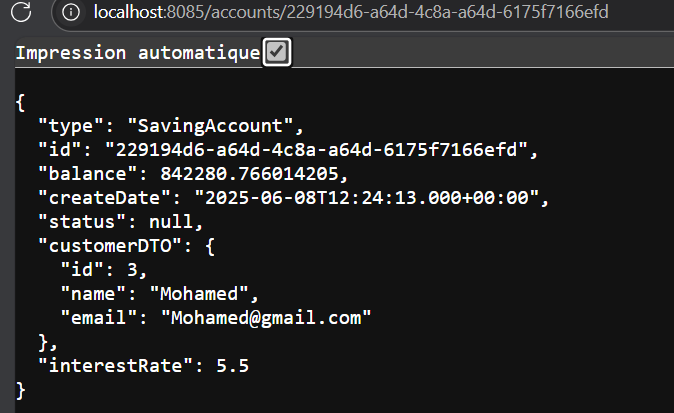 localhost:8085/accounts/229194d6-a64d-4c8a-a64d-6175f7166efd
Impression automatique
{
  "type": "SavingAccount",
  "id": "229194d6-a64d-4c8a-a64d-6175f7166efd",
  "balance": 842280.766014205,
  "createDate": "2025-06-08T12:24:13.000+00:00",
  "status": null,
  "customerDTO": {
    "id": 3,
    "name": "Mohamed",
    "email": "Mohamed@gmail.com"
  },
  "interestRate": 5.5
}